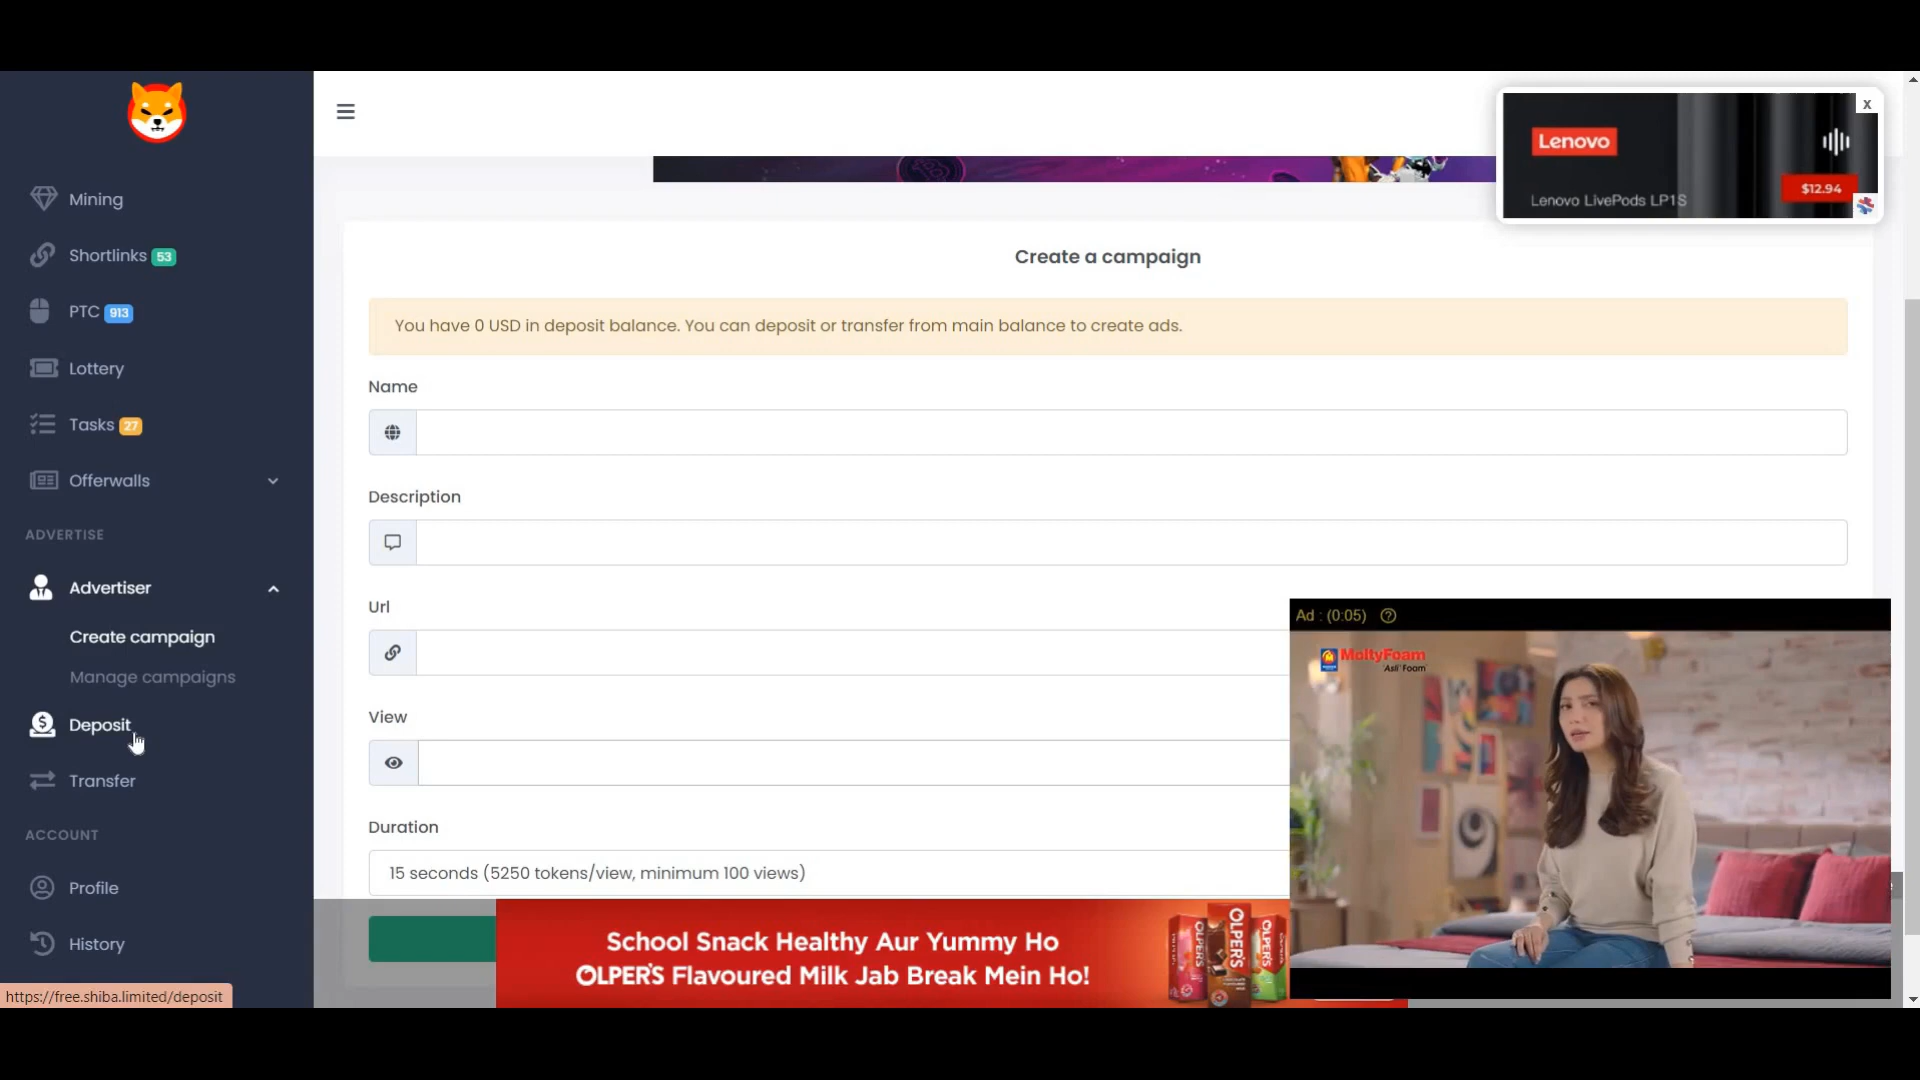 Mining
Shortlinks 53
PTC 913
Lottery
Tasks 27
Offerwalls
ADVERTISE
Advertiser
Create campaign
Manage campaigns
Deposit
Transfer
ACCOUNT
Profile
History
https://free.shiba.limited/deposit
x
Lenovo
$12.94
Lenovo LivePods LP1S
Create a campaign
You have 0 USD in deposit balance. You can deposit or transfer from main balance to create ads.
Name
Description
Url
View
Duration
15 seconds (5250 tokens/view, minimum 100 views)
Ad : (0:05) ?
MoltyFoam
'Asli' Foam
School Snack Healthy Aur Yummy Ho
OLPER'S Flavoured Milk Jab Break Mein Ho!
OLPER'S
OLPER'S
OLPER'S